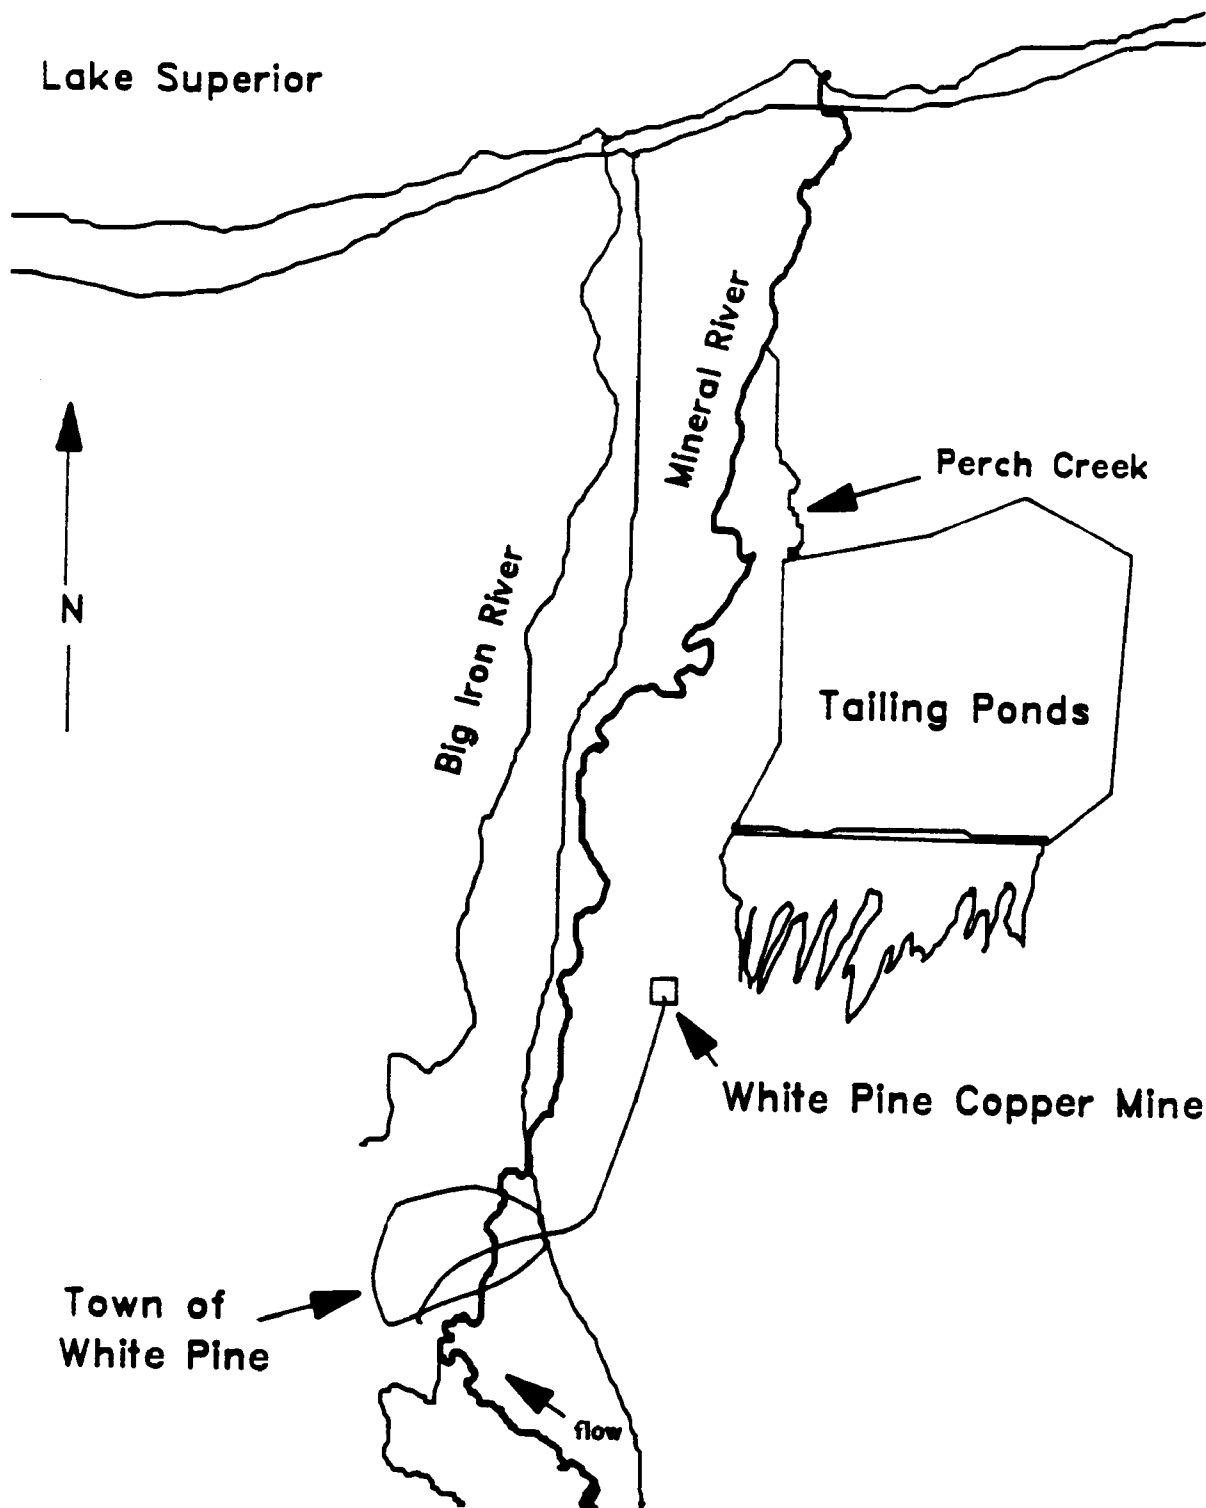 Lake Superior
Mineral River
Perch Creek
N
Big Iron River
Tailing Ponds
White Pine Copper Mine
Town of
White Pine
flow